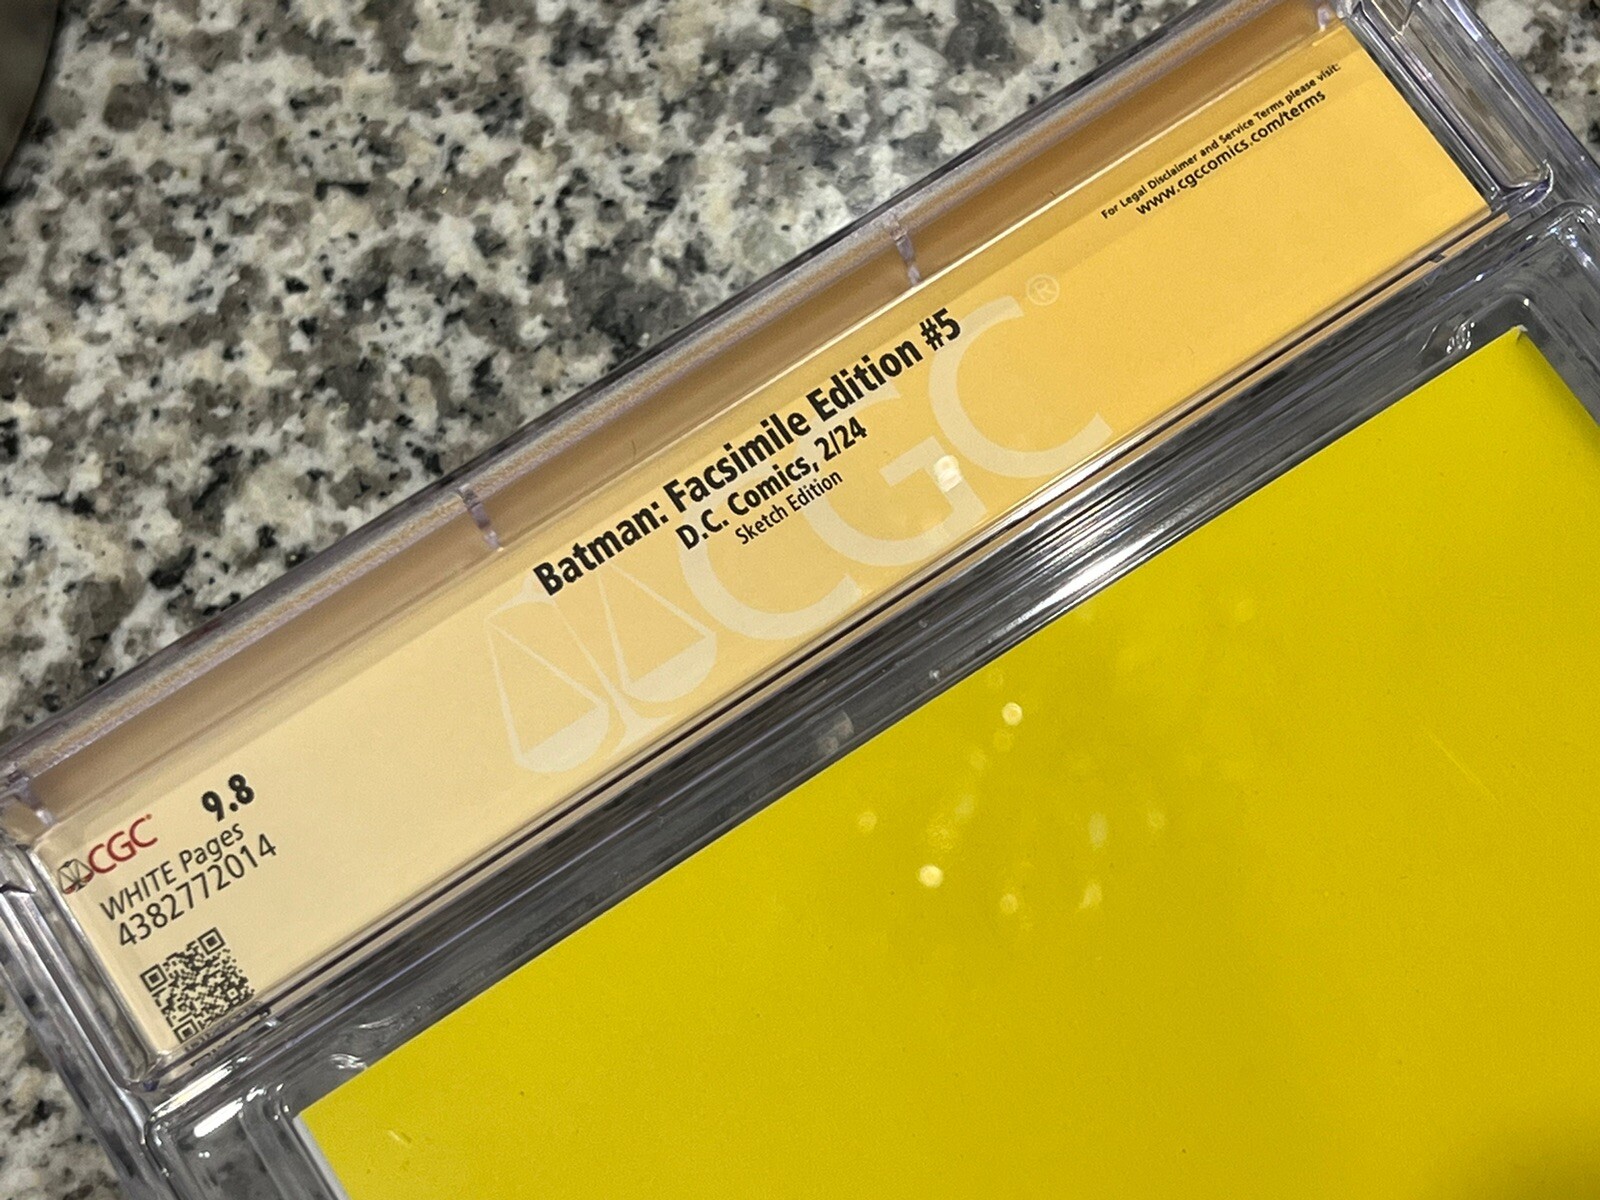 For Legal Disclaimer and Service Terms please visit:
www.cgccomics.com/terms
Batman: Facsimile Edition #5
D.C. Comics, 2/24
Sketch Edition
CGC®
CGC® 9.8
WHITE Pages
4382772014